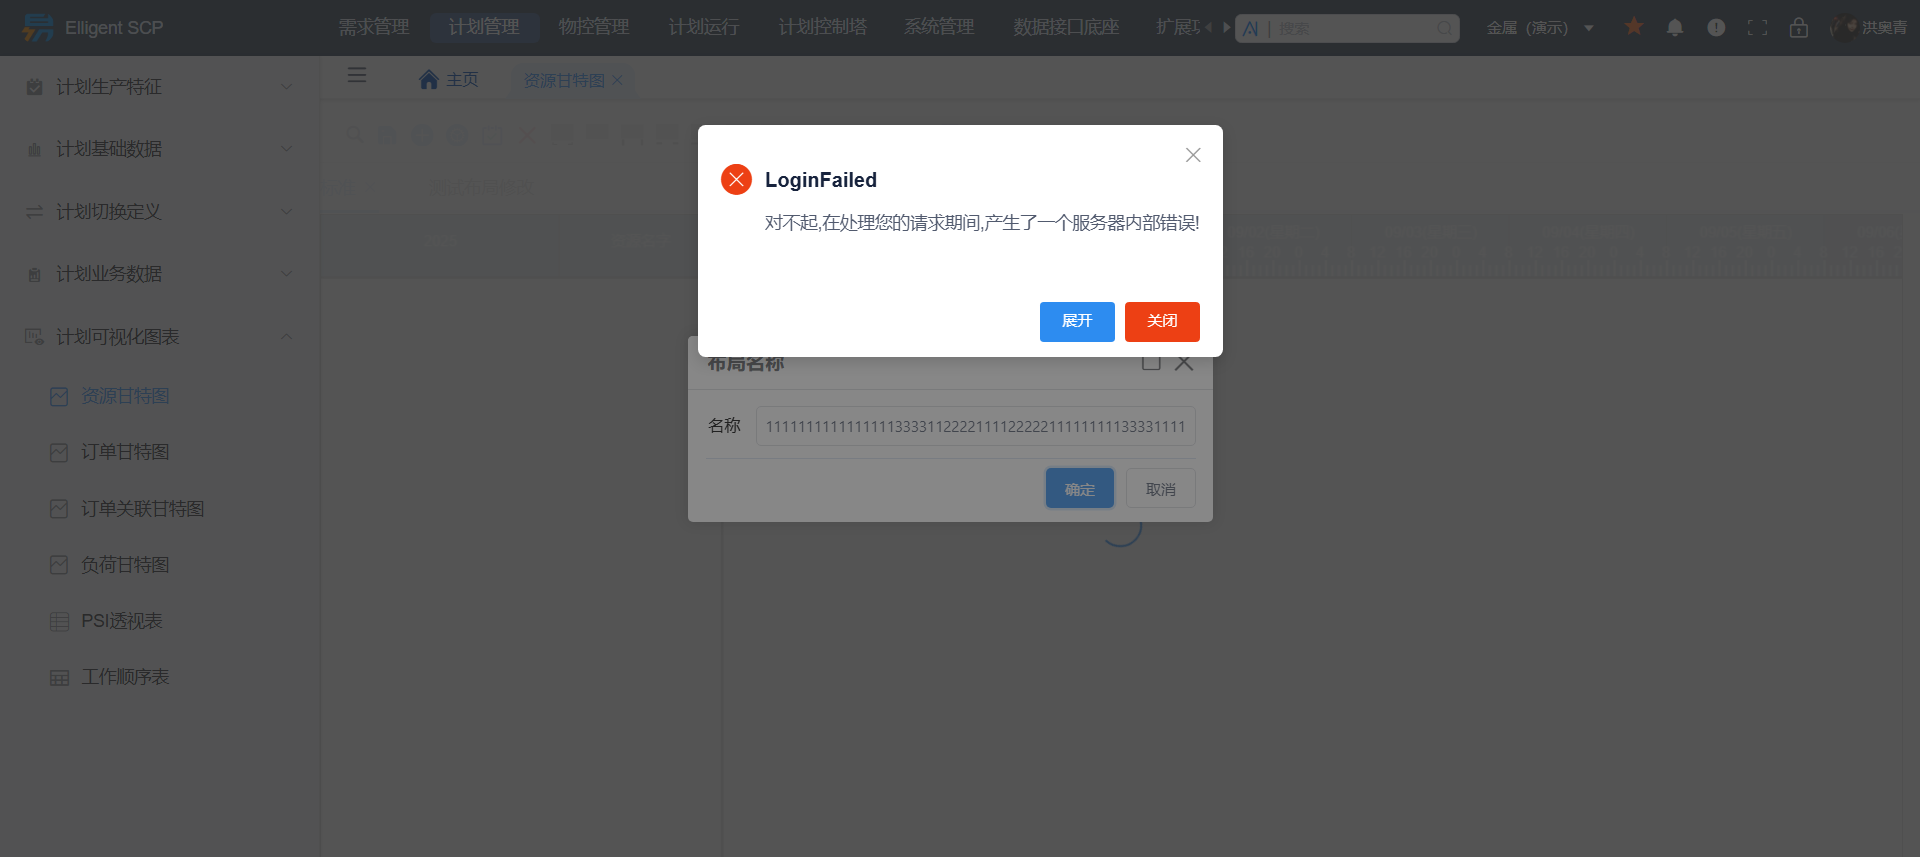 Elligent SCP
需求管理
计划管理
物控管理
计划运行
计划控制塔
系统管理
数据接口底座
扩展
搜索
金属 (演示)
洪奥青
计划生产特征
计划基础数据
计划切换定义
计划业务数据
计划可视化图表
资源甘特图
订单甘特图
订单关联甘特图
负荷甘特图
PSI透视表
工作顺序表
主页
资源甘特图
LoginFailed
对不起,在处理您的请求期间,产生了一个服务器内部错误!
展开
关闭
布局名称
名称
确定
取消